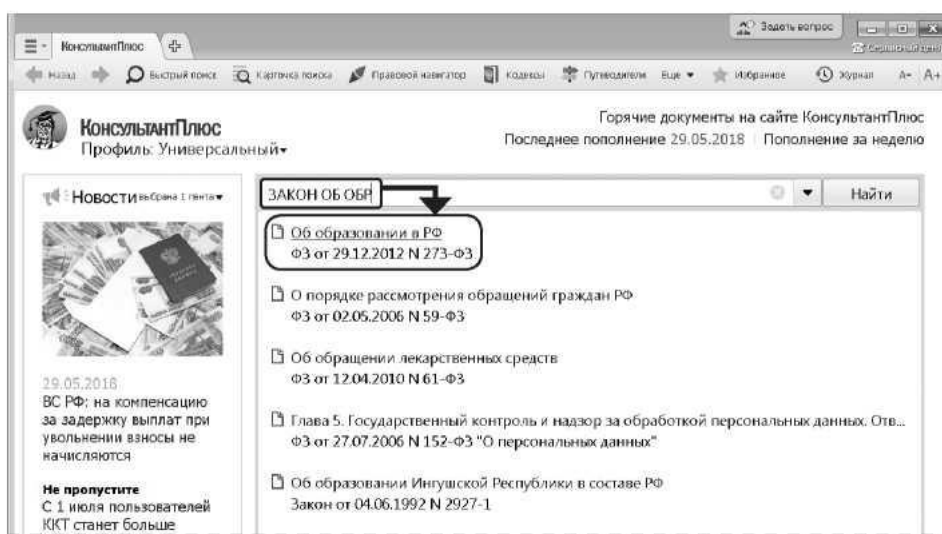 Задать вопрос
КонсультантПлюс
Сервисный центр
Назад Быстрый поиск Карточка поиска Правовой навигатор Кодексы Путеводители Еще Избранное Журнал А- А+
КонсультантПлюс
Профиль: Универсальный
Горячие документы на сайте КонсультантПлюс
Последнее пополнение 29.05.2018 Пополнение за неделю
Новости выбрана 1 лента
29.05.2018
ВС РФ: на компенсацию
за задержку выплат при
увольнении взносы не
начисляются
Не пропустите
С 1 июля пользователей
ККТ станет больше
ЗАКОН ОБ ОБР
Найти
Об образовании в РФ
ФЗ от 29.12.2012 N 273-ФЗ
О порядке рассмотрения обращений граждан РФ
ФЗ от 02.05.2006 N 59-ФЗ
Об обращении лекарственных средств
ФЗ от 12.04.2010 N 61-ФЗ
Глава 5. Государственный контроль и надзор за обработкой персональных данных. Отв...
ФЗ от 27.07.2006 N 152-ФЗ "О персональных данных"
Об образовании Ингушской Республики в составе РФ
Закон от 04.06.1992 N 2927-1